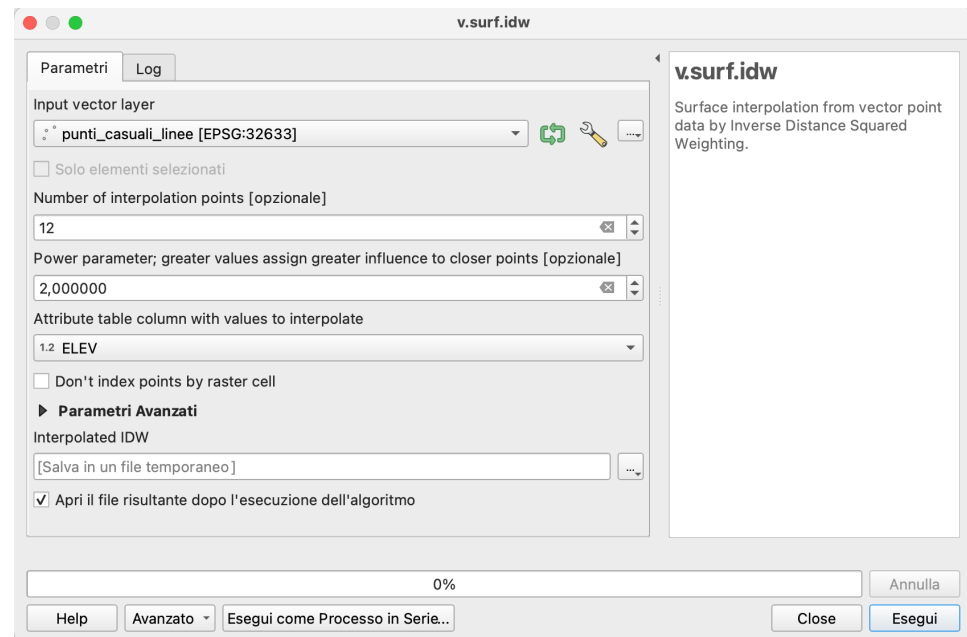 v.surf.idw
Parametri
Log
Input vector layer
punti_casuali_linee [EPSG:32633]
...
Solo elementi selezionati
Number of interpolation points [opzionale]
12
Power parameter; greater values assign greater influence to closer points [opzionale]
2,000000
Attribute table column with values to interpolate
1.2 ELEV
Don't index points by raster cell
Parametri Avanzati
Interpolated IDW
[Salva in un file temporaneo]
...
Apri il file risultante dopo l'esecuzione dell'algoritmo
v.surf.idw
Surface interpolation from vector point
data by Inverse Distance Squared
Weighting.
0%
Annulla
Help
Avanzato
Esegui come Processo in Serie...
Close
Esegui